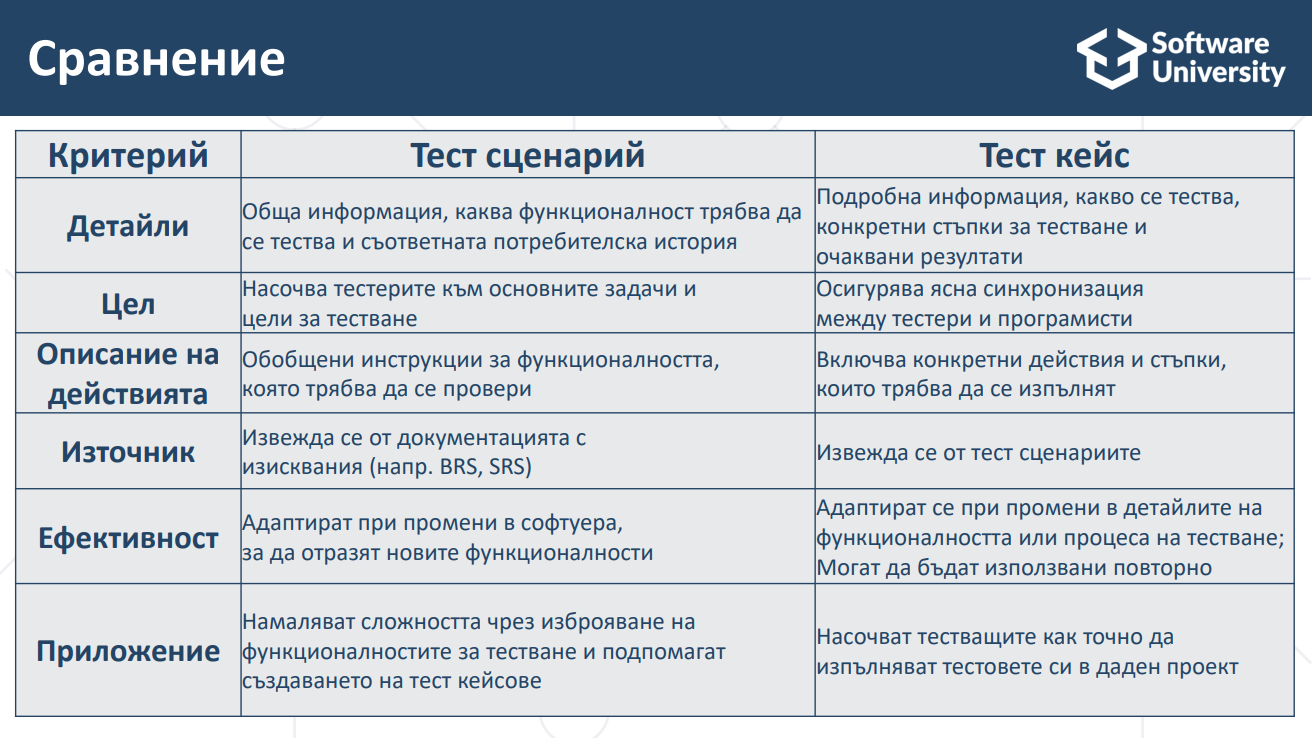 Сравнение
Software
University
Критерий
Тест сценарий
Тест кейс
Детайли
Обща информация, каква функционалност трябва да
се тества и съответната потребителска история
Подробна информация, какво се тества,
конкретни стъпки за тестване и
очаквани резултати
Цел
Насочва тестерите към основните задачи и
цели за тестване
Осигурява ясна синхронизация
между тестери и програмисти
Описание на
действията
Обобщени инструкции за функционалността,
която трябва да се провери
Включва конкретни действия и стъпки,
които трябва да се изпълнят
Източник
Извежда се от документацията с
изисквания (напр. BRS, SRS)
Извежда се от тест сценариите
Ефективност
Адаптират при промени в софтуера,
за да отразят новите функционалности
Адаптират се при промени в детайлите на
функционалността или процеса на тестване;
Могат да бъдат използвани повторно
Приложение
Намаляват сложността чрез изброяване на
функционалностите за тестване и подпомагат
създаването на тест кейсове
Насочват тестващите как точно да
изпълняват тестовете си в даден проект